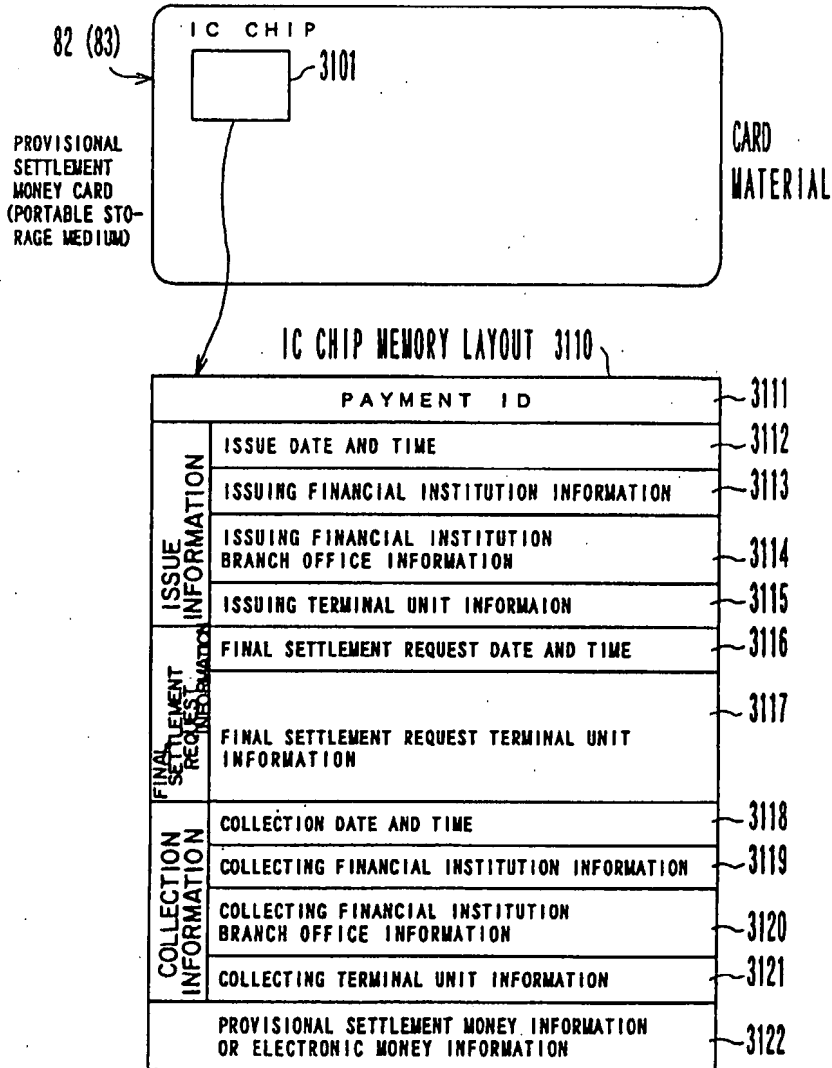 82 (83)
IC CHIP
3101
PROVISIONAL
SETTLEMENT
MONEY CARD
(PORTABLE STO-
RAGE MEDIUM)
CARD
MATERIAL
IC CHIP MEMORY LAYOUT 3110
PAYMENT ID
3111
ISSUE
INFORMATION
ISSUE DATE AND TIME
3112
ISSUING FINANCIAL INSTITUTION INFORMATION
3113
ISSUING FINANCIAL INSTITUTION
BRANCH OFFICE INFORMATION
3114
ISSUING TERMINAL UNIT INFORMAION
3115
FINAL
SETTLEMENT
REQUEST
INFORMATION
FINAL SETTLEMENT REQUEST DATE AND TIME
3116
FINAL SETTLEMENT REQUEST TERMINAL UNIT
INFORMATION
3117
COLLECTION
INFORMATION
COLLECTION DATE AND TIME
3118
COLLECTING FINANCIAL INSTITUTION INFORMATION
3119
COLLECTING FINANCIAL INSTITUTION
BRANCH OFFICE INFORMATION
3120
COLLECTING TERMINAL UNIT INFORMATION
3121
PROVISIONAL SETTLEMENT MONEY INFORMATION
OR ELECTRONIC MONEY INFORMATION
3122